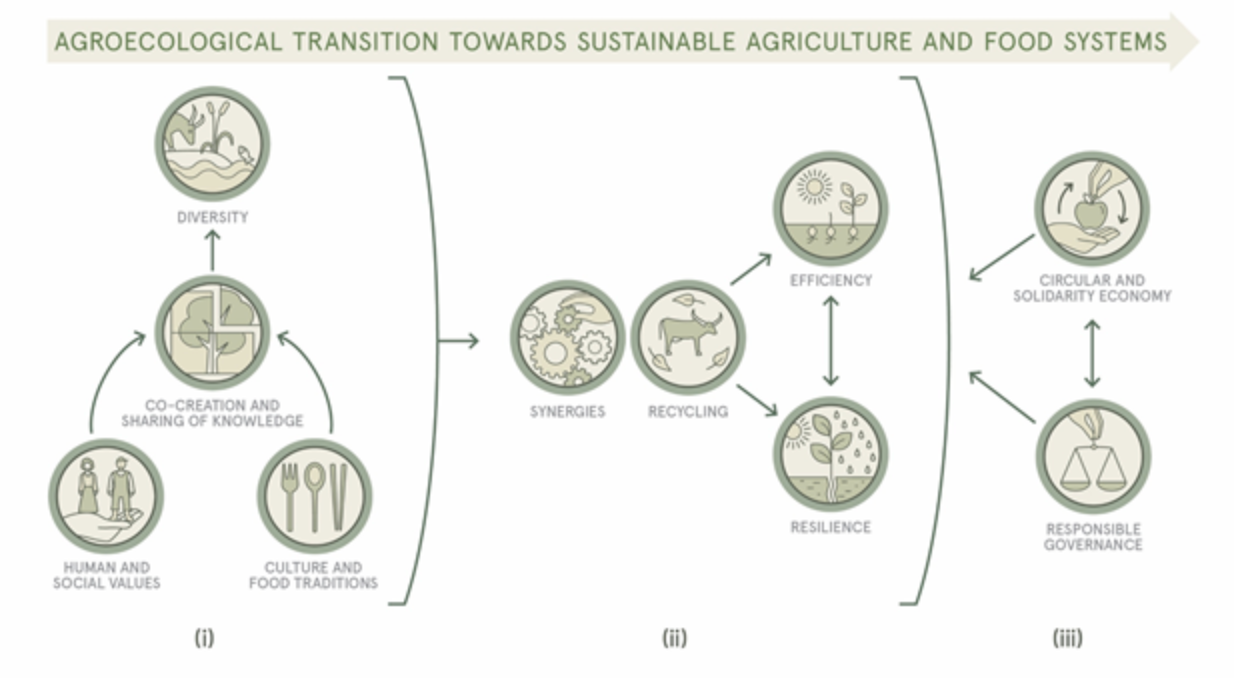 AGROECOLOGICAL TRANSITION TOWARDS SUSTAINABLE AGRICULTURE AND FOOD SYSTEMS
DIVERSITY
CO-CREATION AND
SHARING OF KNOWLEDGE
HUMAN AND
SOCIAL VALUES
CULTURE AND
FOOD TRADITIONS
(i)
SYNERGIES
RECYCLING
EFFICIENCY
RESILIENCE
(ii)
CIRCULAR AND
SOLIDARITY ECONOMY
RESPONSIBLE
GOVERNANCE
(iii)